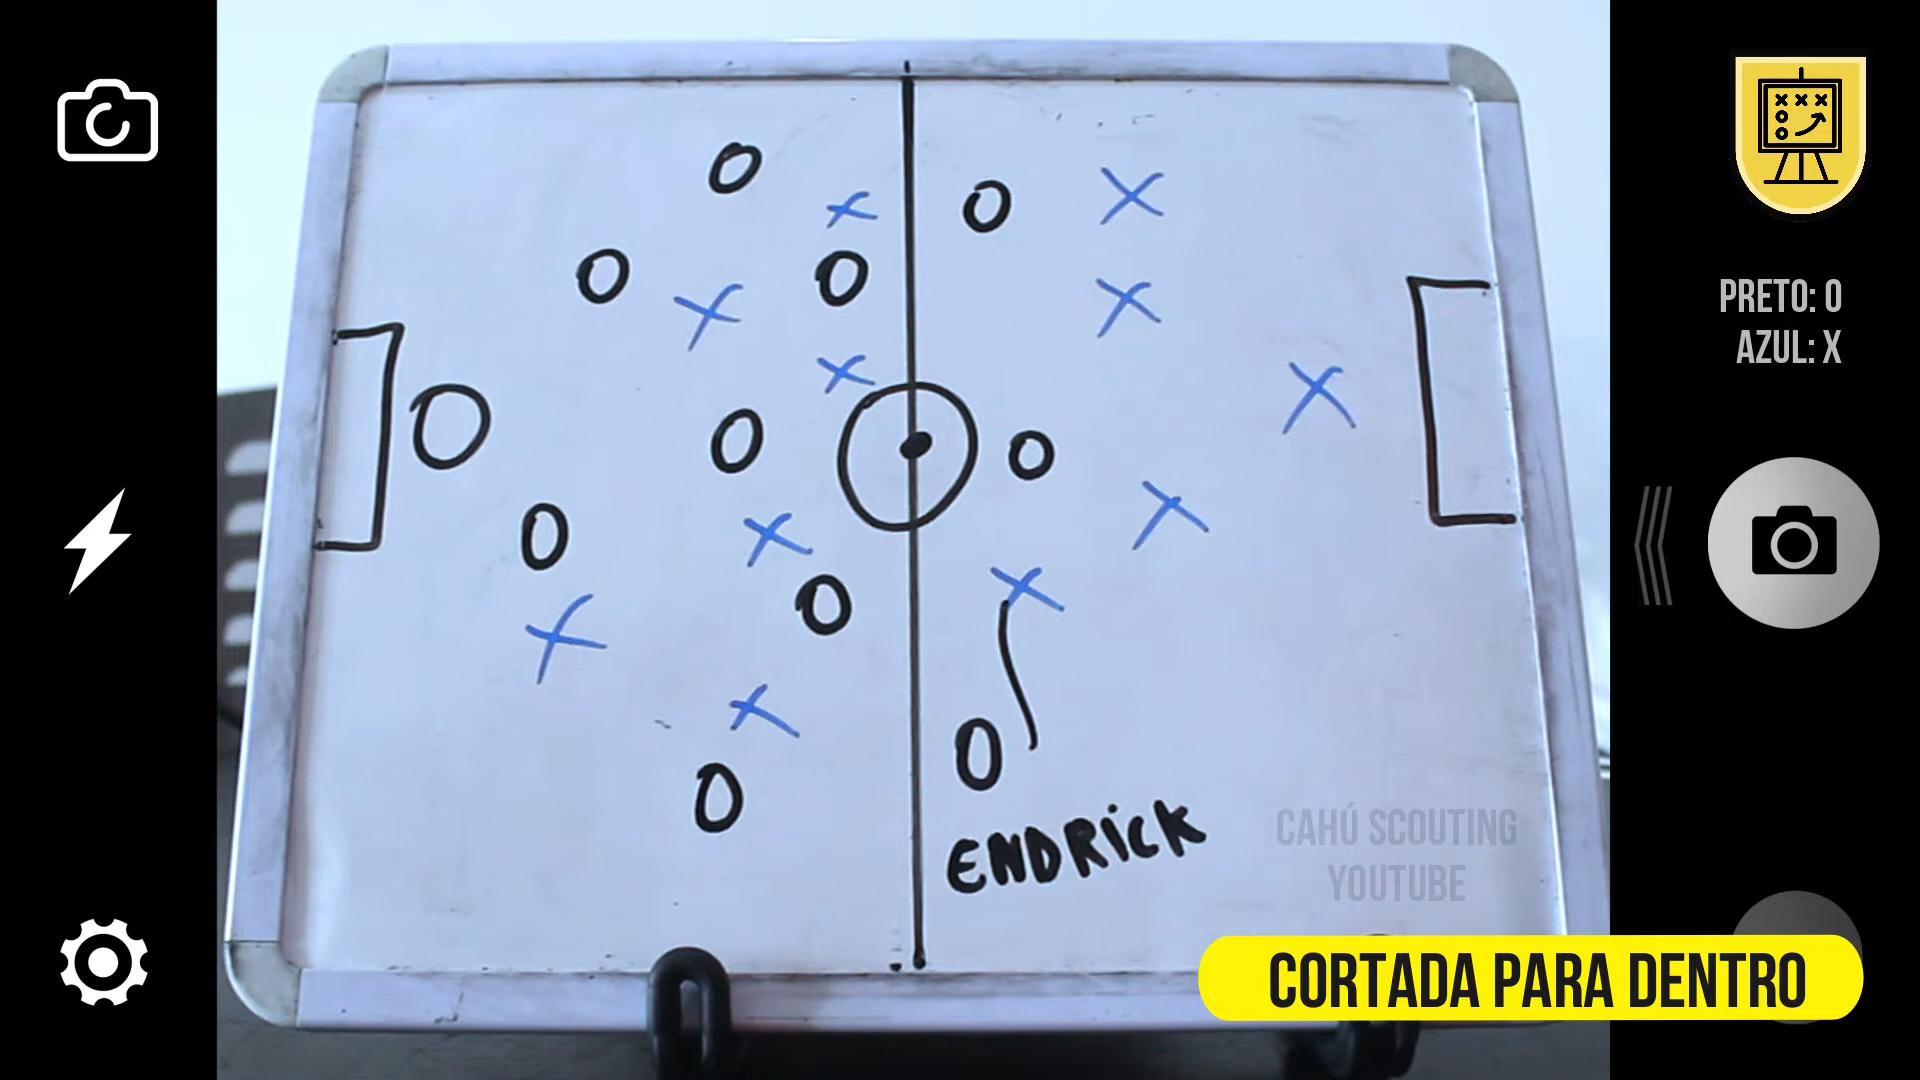 PRETO: O
AZUL: X
ENDRICK
CAHÚ SCOUTING
YOUTUBE
CORTADA PARA DENTRO